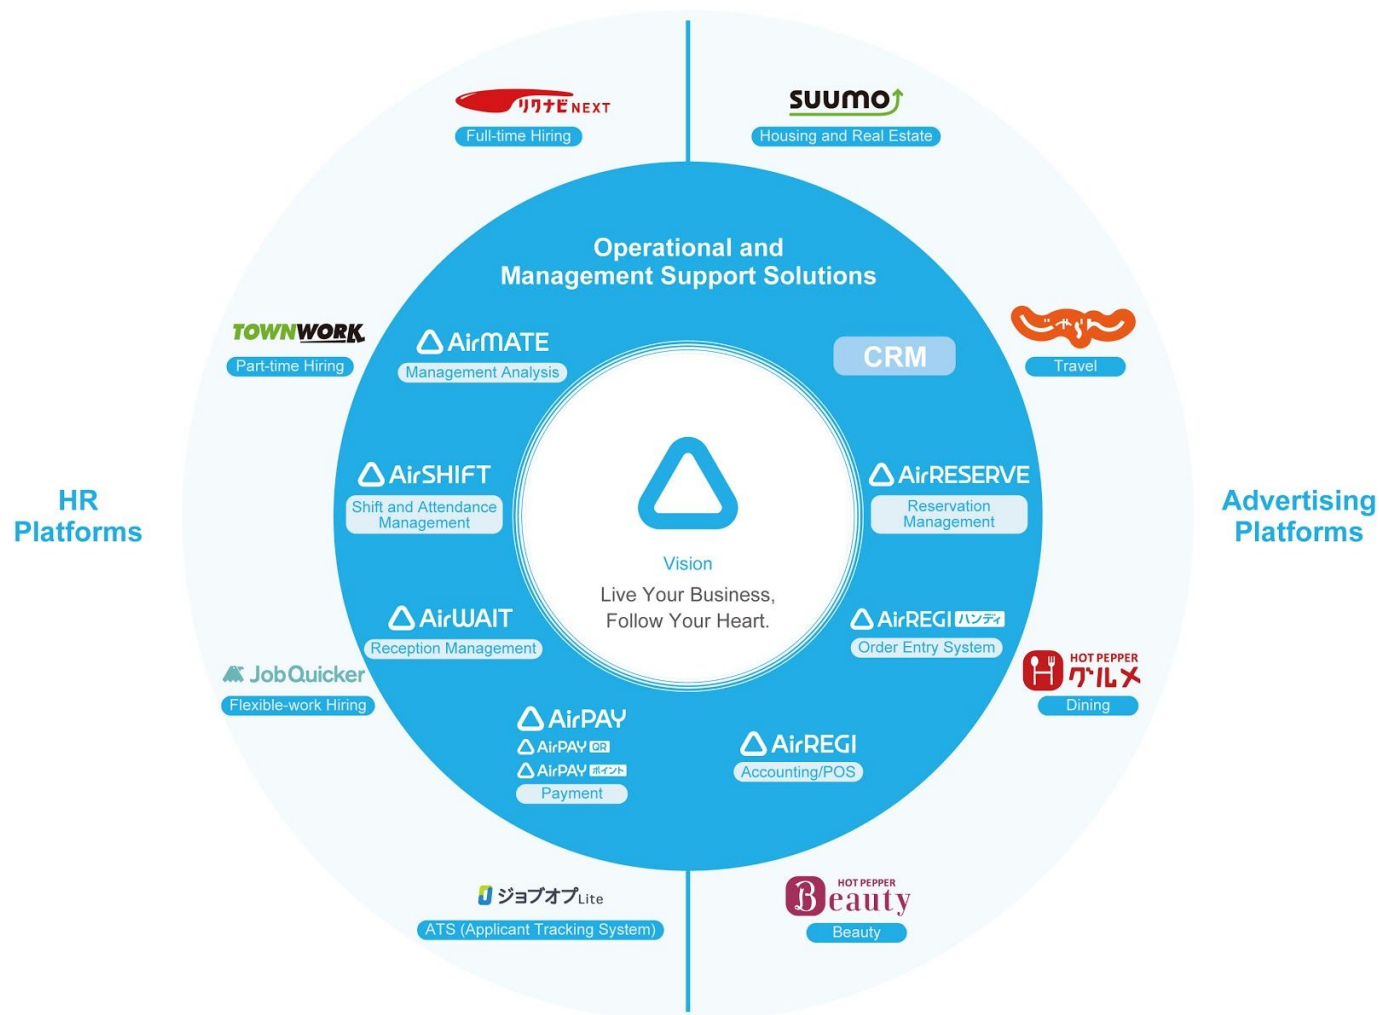 リクナビNEXT
Full-time Hiring
SUUMO
Housing and Real Estate
Operational and
Management Support Solutions
TOWNWORK
Part-time Hiring
AirMATE
Management Analysis
CRM
じゃらん
Travel
HR
Platforms
AirSHIFT
Shift and Attendance
Management
AirRESERVE
Reservation
Management
Advertising
Platforms
Vision
Live Your Business,
Follow Your Heart.
AirWAIT
Reception Management
AirREGI ハンディ
Order Entry System
JobQuicker
Flexible-work Hiring
HOT PEPPER
グルメ
Dining
AirPAY
AirPAY QR
AirPAY ポイント
Payment
AirREGI
Accounting/POS
ジョブオプLite
ATS (Applicant Tracking System)
HOT PEPPER
Beauty
Beauty